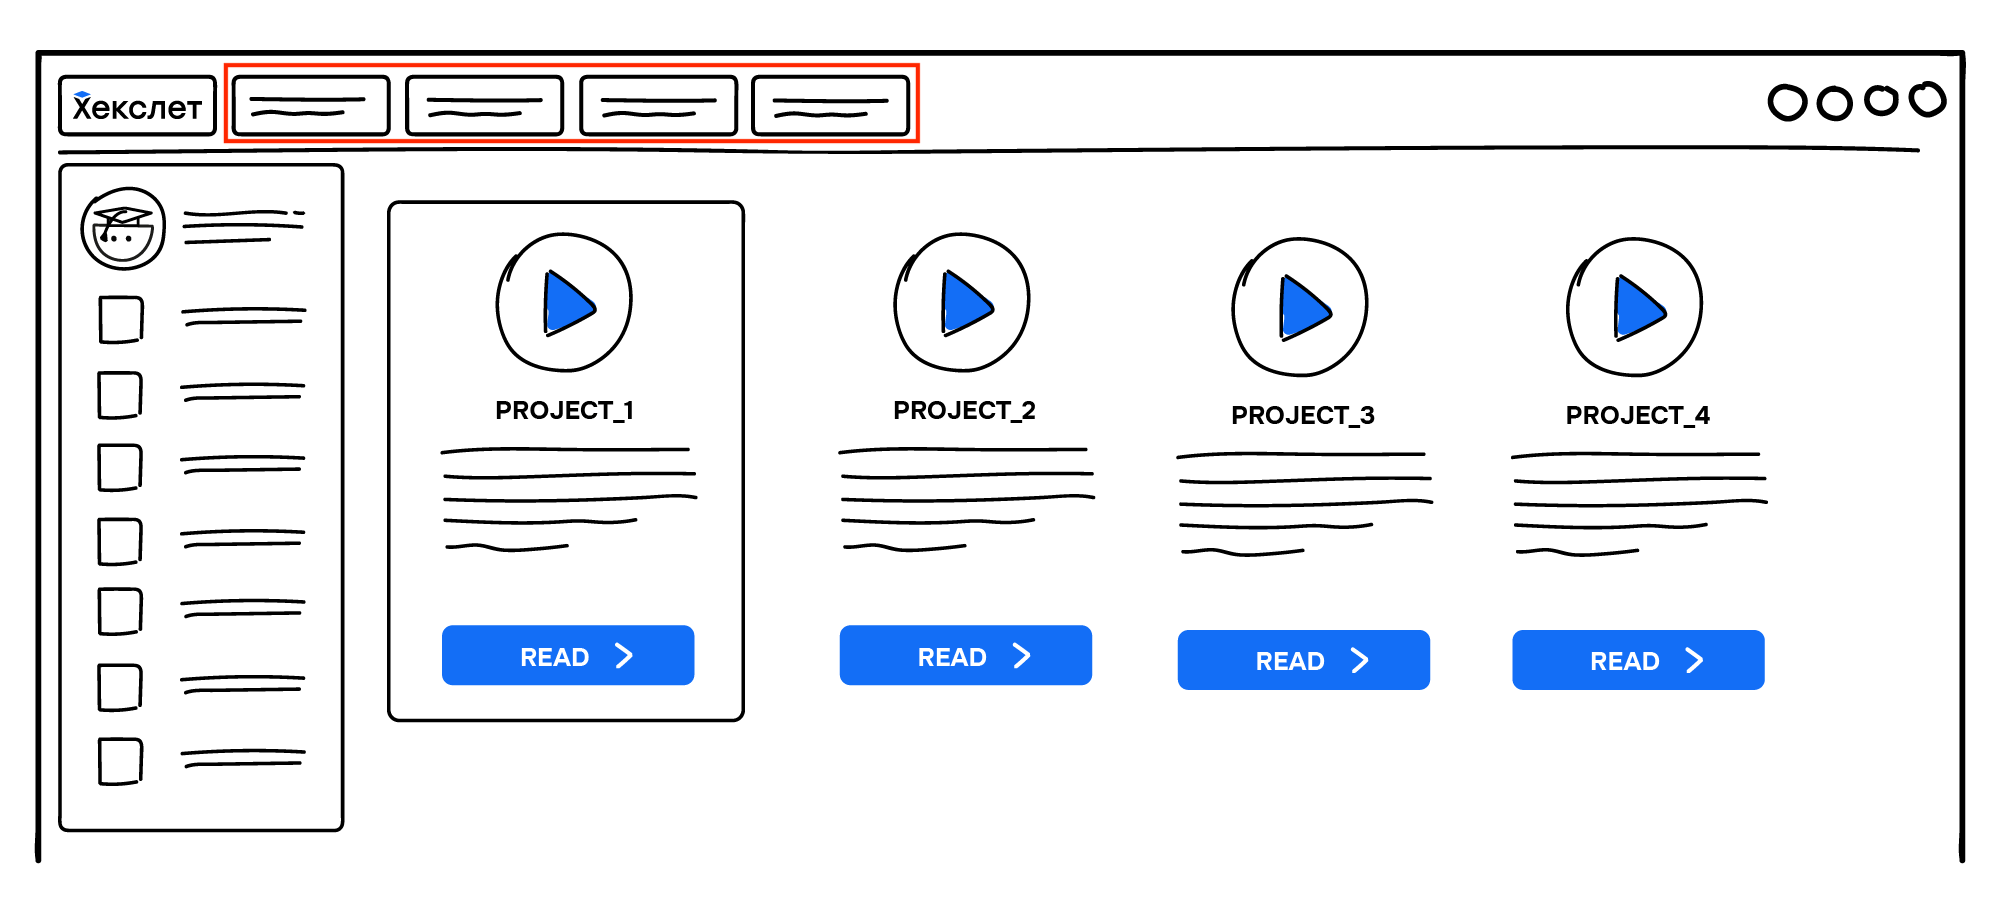 Хекслет
PROJECT_1
PROJECT_2
PROJECT_3
PROJECT_4
READ
READ
READ
READ